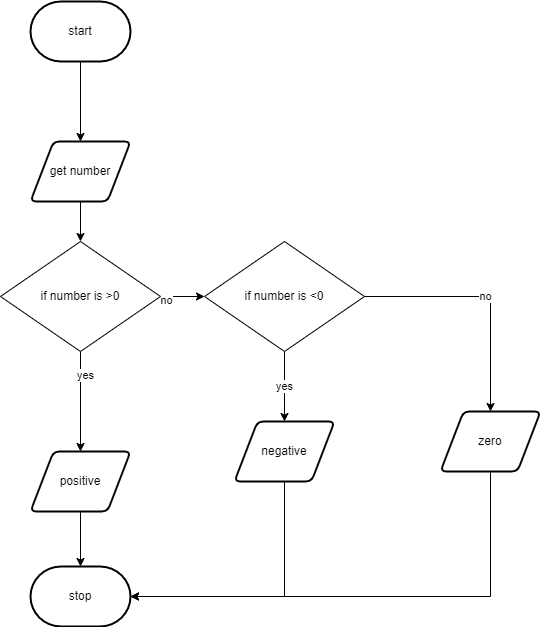 start
get number
if number is >0
no
if number is <0
no
yes
yes
positive
negative
zero
stop